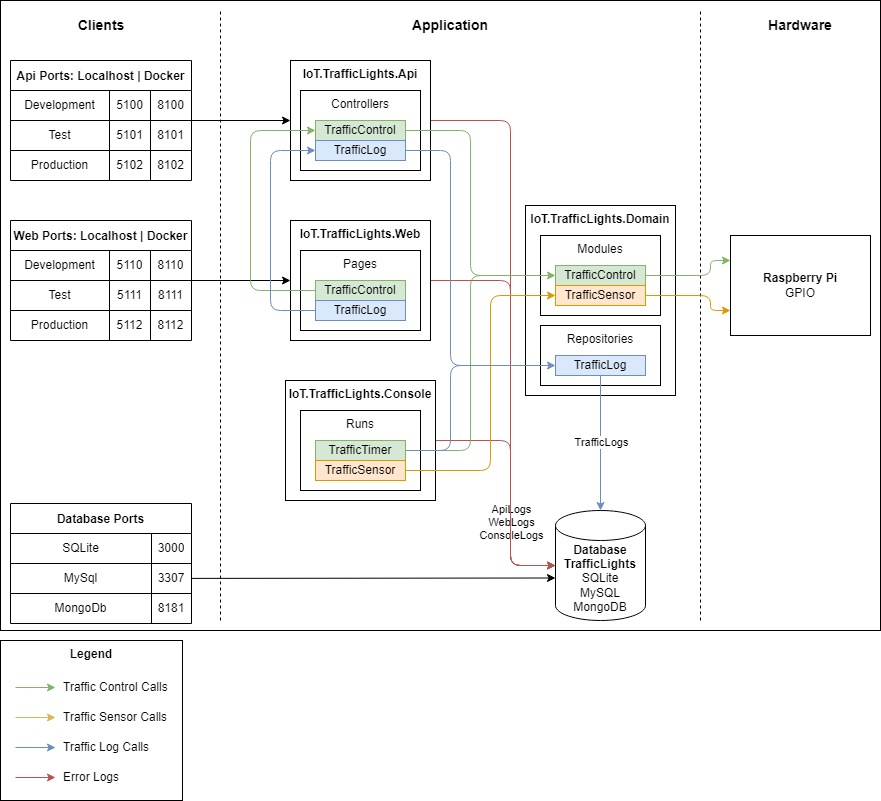 Clients
Application
Hardware
Api Ports: Localhost | Docker
Development 5100 8100
Test 5101 8101
Production 5102 8102
Web Ports: Localhost | Docker
Development 5110 8110
Test 5111 8111
Production 5112 8112
Database Ports
SQLite 3000
MySql 3307
MongoDb 8181
IoT.TrafficLights.Api
Controllers
TrafficControl
TrafficLog
IoT.TrafficLights.Web
Pages
TrafficControl
TrafficLog
IoT.TrafficLights.Console
Runs
TrafficTimer
TrafficSensor
IoT.TrafficLights.Domain
Modules
TrafficControl
TrafficSensor
Repositories
TrafficLog
TrafficLogs
ApiLogs
WebLogs
ConsoleLogs
Database
TrafficLights
SQLite
MySQL
MongoDB
Raspberry Pi
GPIO
Legend
Traffic Control Calls
Traffic Sensor Calls
Traffic Log Calls
Error Logs